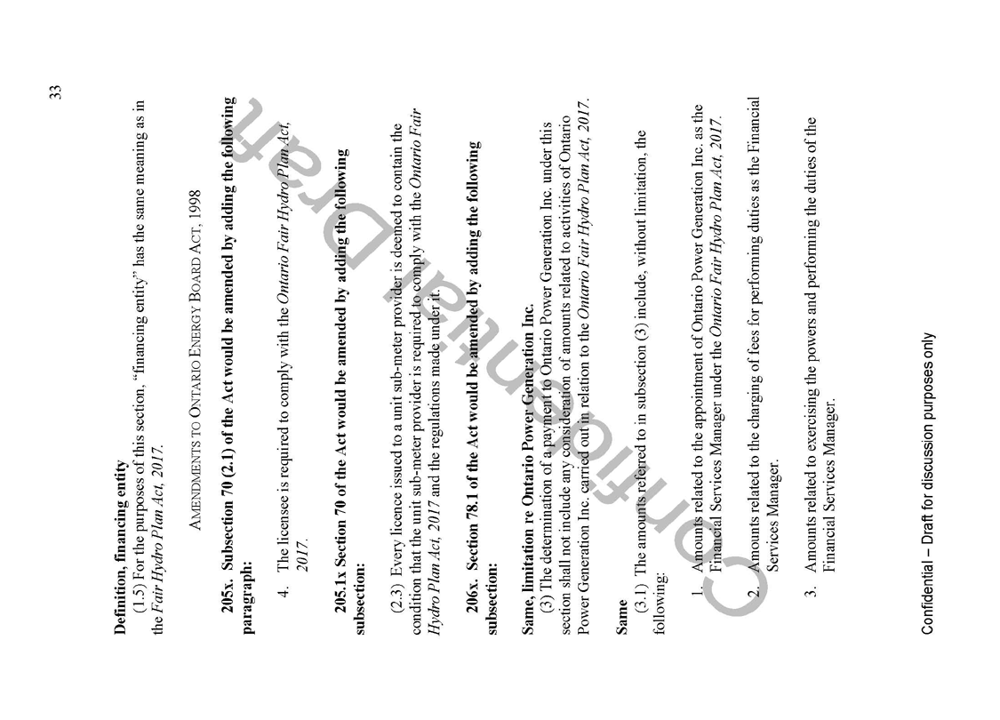 33
Definition, financing entity
(1.5) For the purposes of this section, “financing entity” has the same meaning as in
the Fair Hydro Plan Act, 2017.
AMENDMENTS TO ONTARIO ENERGY BOARD ACT, 1998
205x. Subsection 70 (2.1) of the Act would be amended by adding the following
paragraph:
4. The licensee is required to comply with the Ontario Fair Hydro Plan Act,
2017.
205.1x Section 70 of the Act would be amended by adding the following
subsection:
(2.3) Every licence issued to a unit sub-meter provider is deemed to contain the
condition that the unit sub-meter provider is required to comply with the Ontario Fair
Hydro Plan Act, 2017 and the regulations made under it.
206x. Section 78.1 of the Act would be amended by adding the following
subsection:
Same, limitation re Ontario Power Generation Inc.
(3) The determination of a payment to Ontario Power Generation Inc. under this
section shall not include any consideration of amounts related to activities of Ontario
Power Generation Inc. carried out in relation to the Ontario Fair Hydro Plan Act, 2017.
Same
(3.1) The amounts referred to in subsection (3) include, without limitation, the
following:
1. Amounts related to the appointment of Ontario Power Generation Inc. as the
Financial Services Manager under the Ontario Fair Hydro Plan Act, 2017.
2. Amounts related to the charging of fees for performing duties as the Financial
Services Manager.
3. Amounts related to exercising the powers and performing the duties of the
Financial Services Manager.
Confidential Draft
Confidential – Draft for discussion purposes only